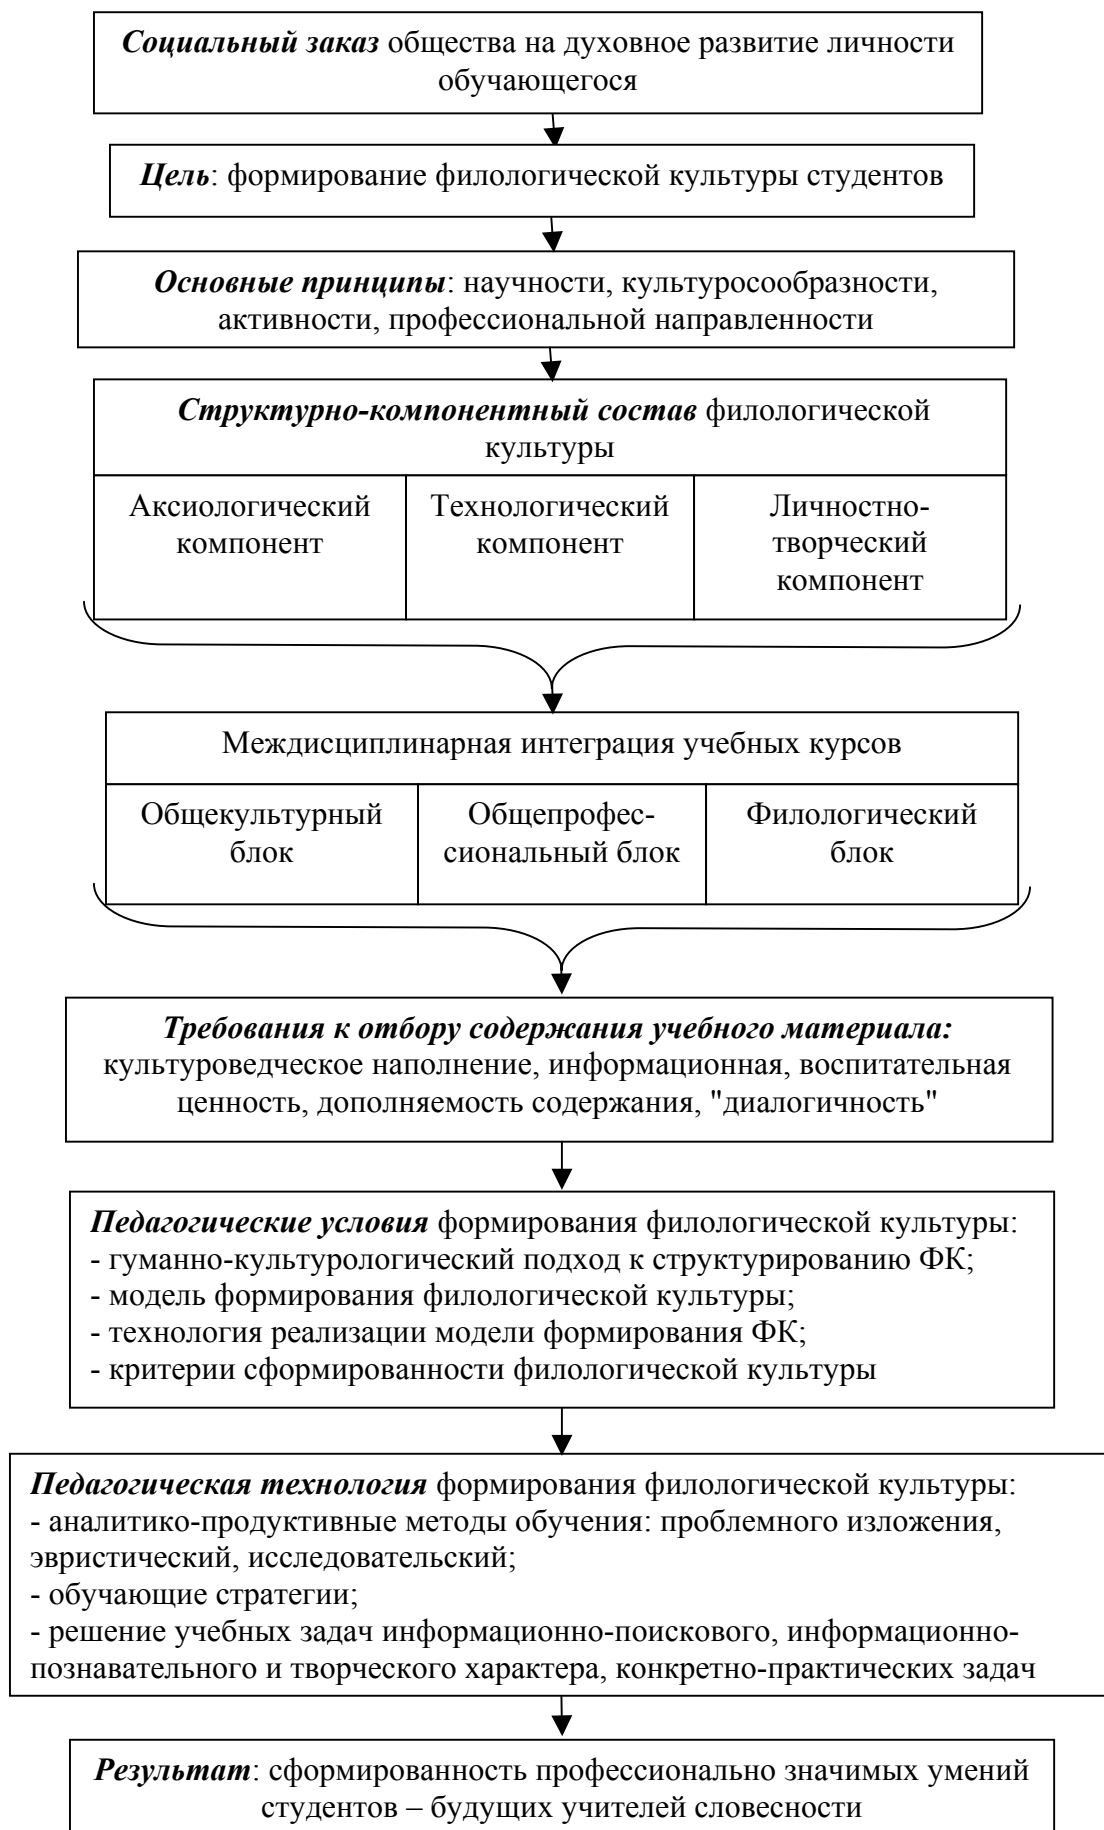 Социальный заказ общества на духовное развитие личности
обучающегося
Цель: формирование филологической культуры студентов
Основные принципы: научности, культуросообразности,
активности, профессиональной направленности
Структурно-компонентный состав филологической
культуры
Аксиологический
компонент
Технологический
компонент
Личностно-
творческий
компонент
Междисциплинарная интеграция учебных курсов
Общекультурный
блок
Общепрофес-
сиональный блок
Филологический
блок
Требования к отбору содержания учебного материала:
культуроведческое наполнение, информационная, воспитательная
ценность, дополняемость содержания, "диалогичность"
Педагогические условия формирования филологической культуры:
- гуманно-культурологический подход к структурированию ФК;
- модель формирования филологической культуры;
- технология реализации модели формирования ФК;
- критерии сформированности филологической культуры
Педагогическая технология формирования филологической культуры:
- аналитико-продуктивные методы обучения: проблемного изложения,
эвристический, исследовательский;
- обучающие стратегии;
- решение учебных задач информационно-поискового, информационно-
познавательного и творческого характера, конкретно-практических задач
Результат: сформированность профессионально значимых умений
студентов – будущих учителей словесности